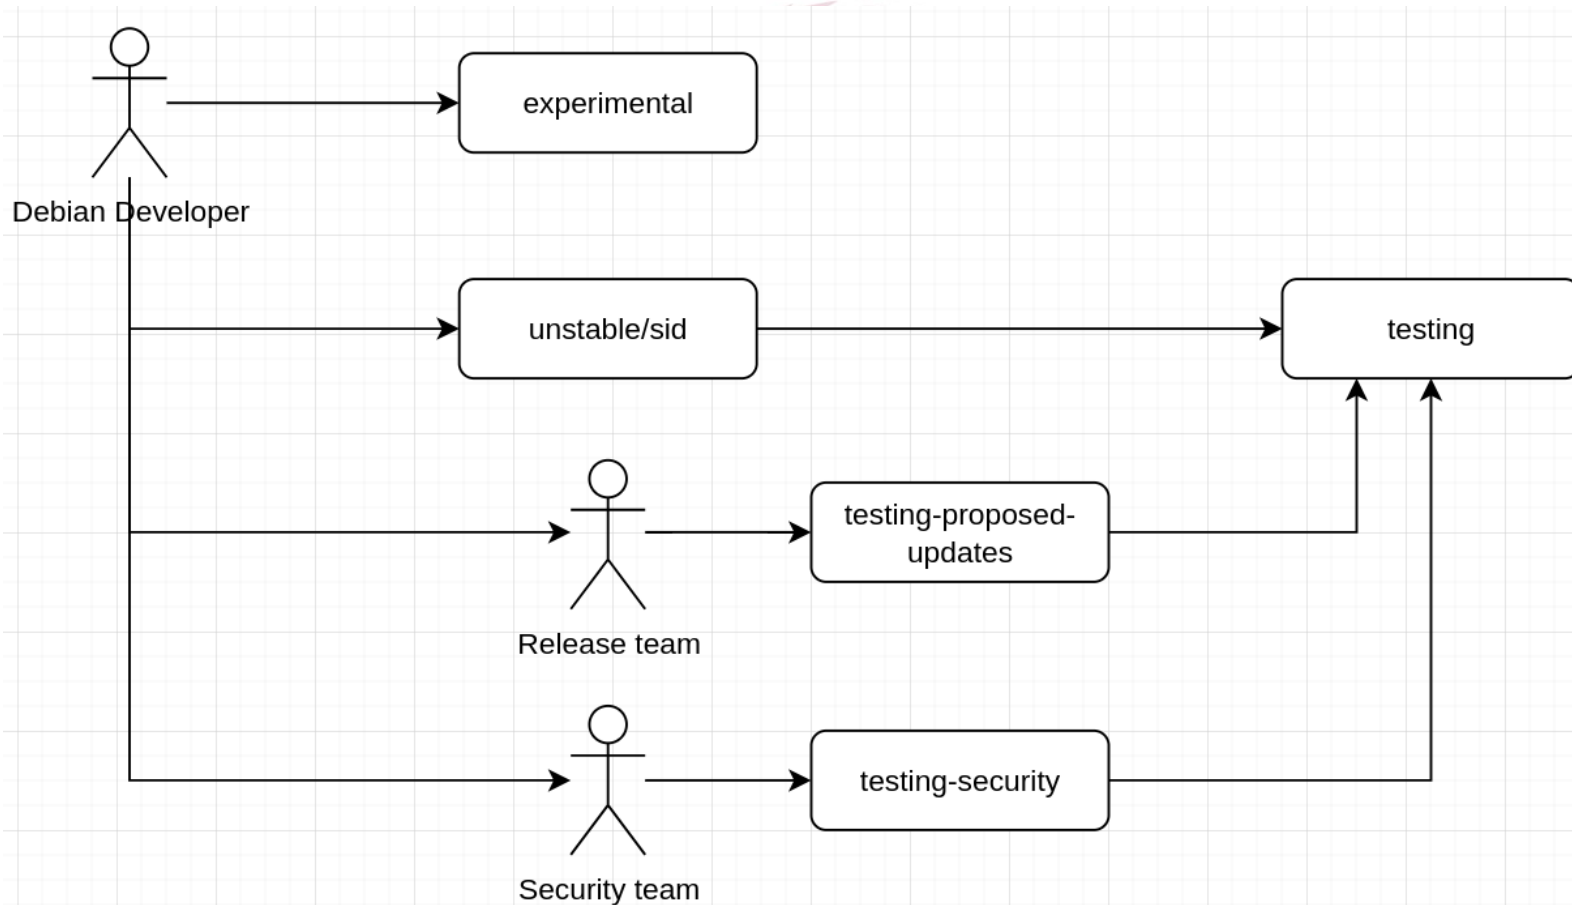 experimental
Debian Developer
unstable/sid
testing
testing-proposed-
updates
Release team
testing-security
Security team